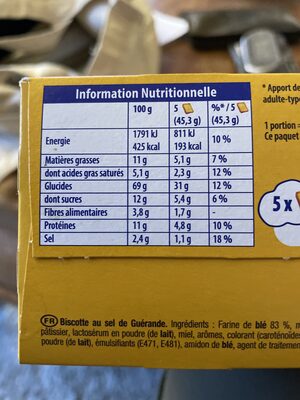 Information Nutritionnelle
100 g 5 (45,3 g) %* / 5 (45,3 g)
Energie 1791 kJ 425 kcal 811 kJ 193 kcal 10 %
Matières grasses 11 g 5,1 g 7 %
dont acides gras saturés 5,1 g 2,3 g 12 %
Glucides 69 g 31 g 12 %
dont sucres 12 g 5,4 g 6 %
Fibres alimentaires 3,8 g 1,7 g -
Protéines 11 g 4,8 g 10 %
Sel 2,4 g 1,1 g 18 %
* Apport de
adulte-typ
1 portion =
Ce paquet
5 x
FR Biscotte au sel de Guérande. Ingrédients : Farine de blé 83 %,
pâtissier, lactosérum en poudre (de lait), miel, arômes, colorant (caroténoïde
poudre (de lait), émulsifiants (E471, E481), amidon de blé, agent de traitement